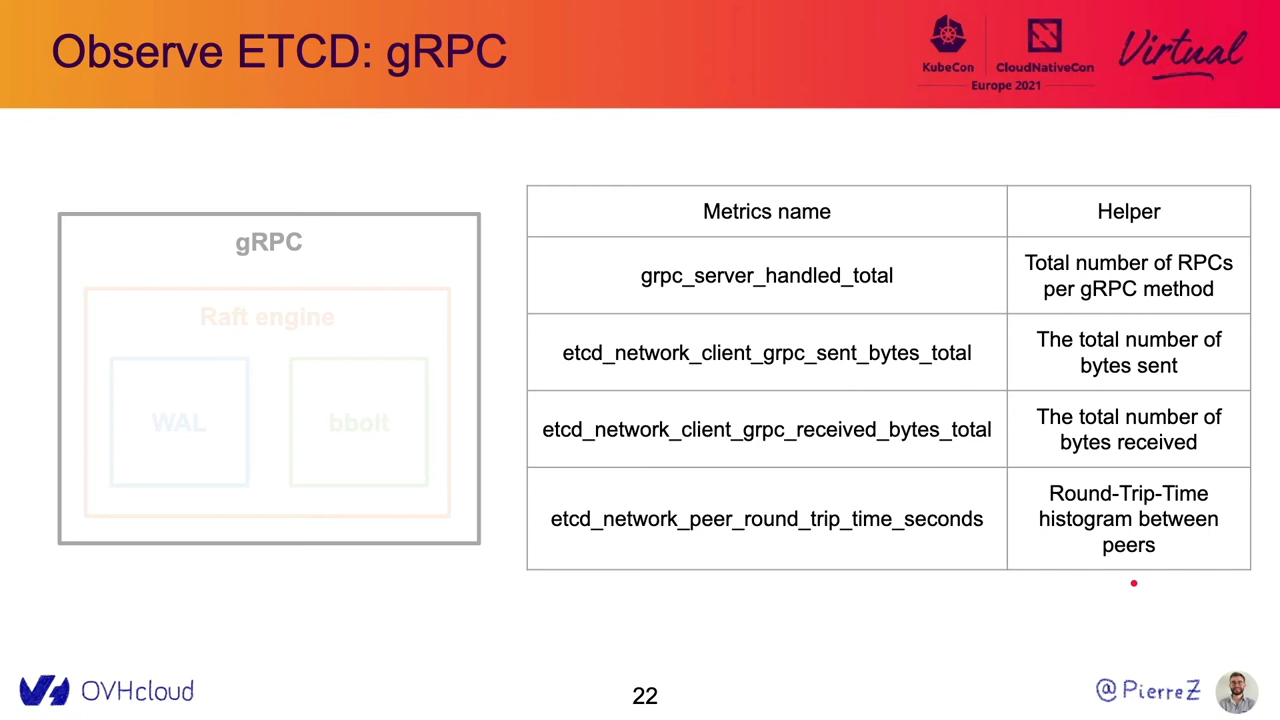 Observe ETCD: gRPC
KubeCon
CloudNativeCon
Europe 2021
Virtual
gRPC
Raft engine
WAL
bbolt
Metrics name
Helper
grpc_server_handled_total
Total number of RPCs
per gRPC method
etcd_network_client_grpc_sent_bytes_total
The total number of
bytes sent
etcd_network_client_grpc_received_bytes_total
The total number of
bytes received
etcd_network_peer_round_trip_time_seconds
Round-Trip-Time
histogram between
peers
OVHcloud
22
@PierreZ